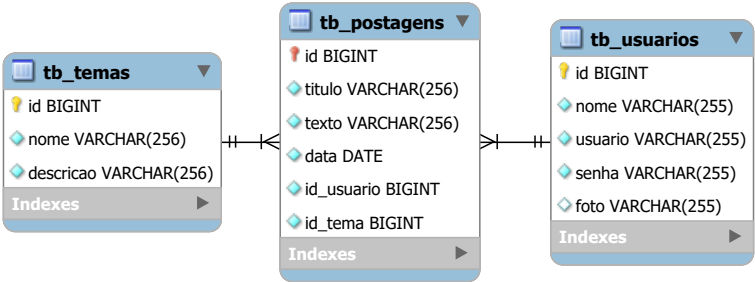 tb_temas
id BIGINT
nome VARCHAR(256)
descricao VARCHAR(256)
Indexes
tb_postagens
id BIGINT
titulo VARCHAR(256)
texto VARCHAR(256)
data DATE
id_usuario BIGINT
id_tema BIGINT
Indexes
tb_usuarios
id BIGINT
nome VARCHAR(255)
usuario VARCHAR(255)
senha VARCHAR(255)
foto VARCHAR(255)
Indexes